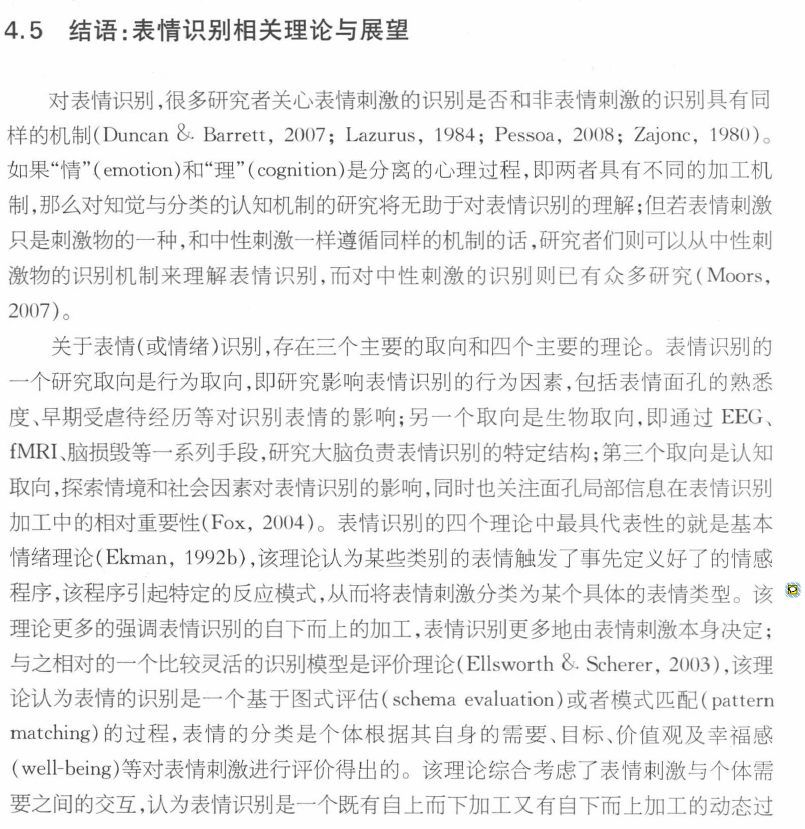 4.5 结语:表情识别相关理论与展望
对表情识别,很多研究者关心表情刺激的识别是否和非表情刺激的识别具有同
样的机制(Duncan & Barrett, 2007; Lazurus, 1984; Pessoa, 2008; Zajonc, 1980)。
如果“情”(emotion)和“理”(cognition)是分离的心理过程,即两者具有不同的加工机
制,那么对知觉与分类的认知机制的研究将无助于对表情识别的理解;但若表情刺激
只是刺激物的一种,和中性刺激一样遵循同样的机制的话,研究者们则可以从中性刺
激物的识别机制来理解表情识别,而对中性刺激的识别则已有众多研究(Moors,
2007)。
关于表情(或情绪)识别,存在三个主要的取向和四个主要的理论。表情识别的
一个研究取向是行为取向,即研究影响表情识别的行为因素,包括表情面孔的熟悉
度、早期受虐待经历等对识别表情的影响;另一个取向是生物取向,即通过 EEG、
fMRI、脑损毁等一系列手段,研究大脑负责表情识别的特定结构;第三个取向是认知
取向,探索情境和社会因素对表情识别的影响,同时也关注面孔局部信息在表情识别
加工中的相对重要性(Fox, 2004)。表情识别的四个理论中最具代表性的就是基本
情绪理论(Ekman, 1992b),该理论认为某些类别的表情触发了事先定义好了的情感
程序,该程序引起特定的反应模式,从而将表情刺激分类为某个具体的表情类型。该
理论更多的强调表情识别的自下而上的加工,表情识别更多地由表情刺激本身决定;
与之相对的一个比较灵活的识别模型是评价理论(Ellsworth & Scherer, 2003),该理
论认为表情的识别是一个基于图式评估(schema evaluation)或者模式匹配(pattern
matching)的过程,表情的分类是个体根据其自身的需要、目标、价值观及幸福感
(well-being)等对表情刺激进行评价得出的。该理论综合考虑了表情刺激与个体需
要之间的交互,认为表情识别是一个既有自上而下加工又有自下而上加工的动态过